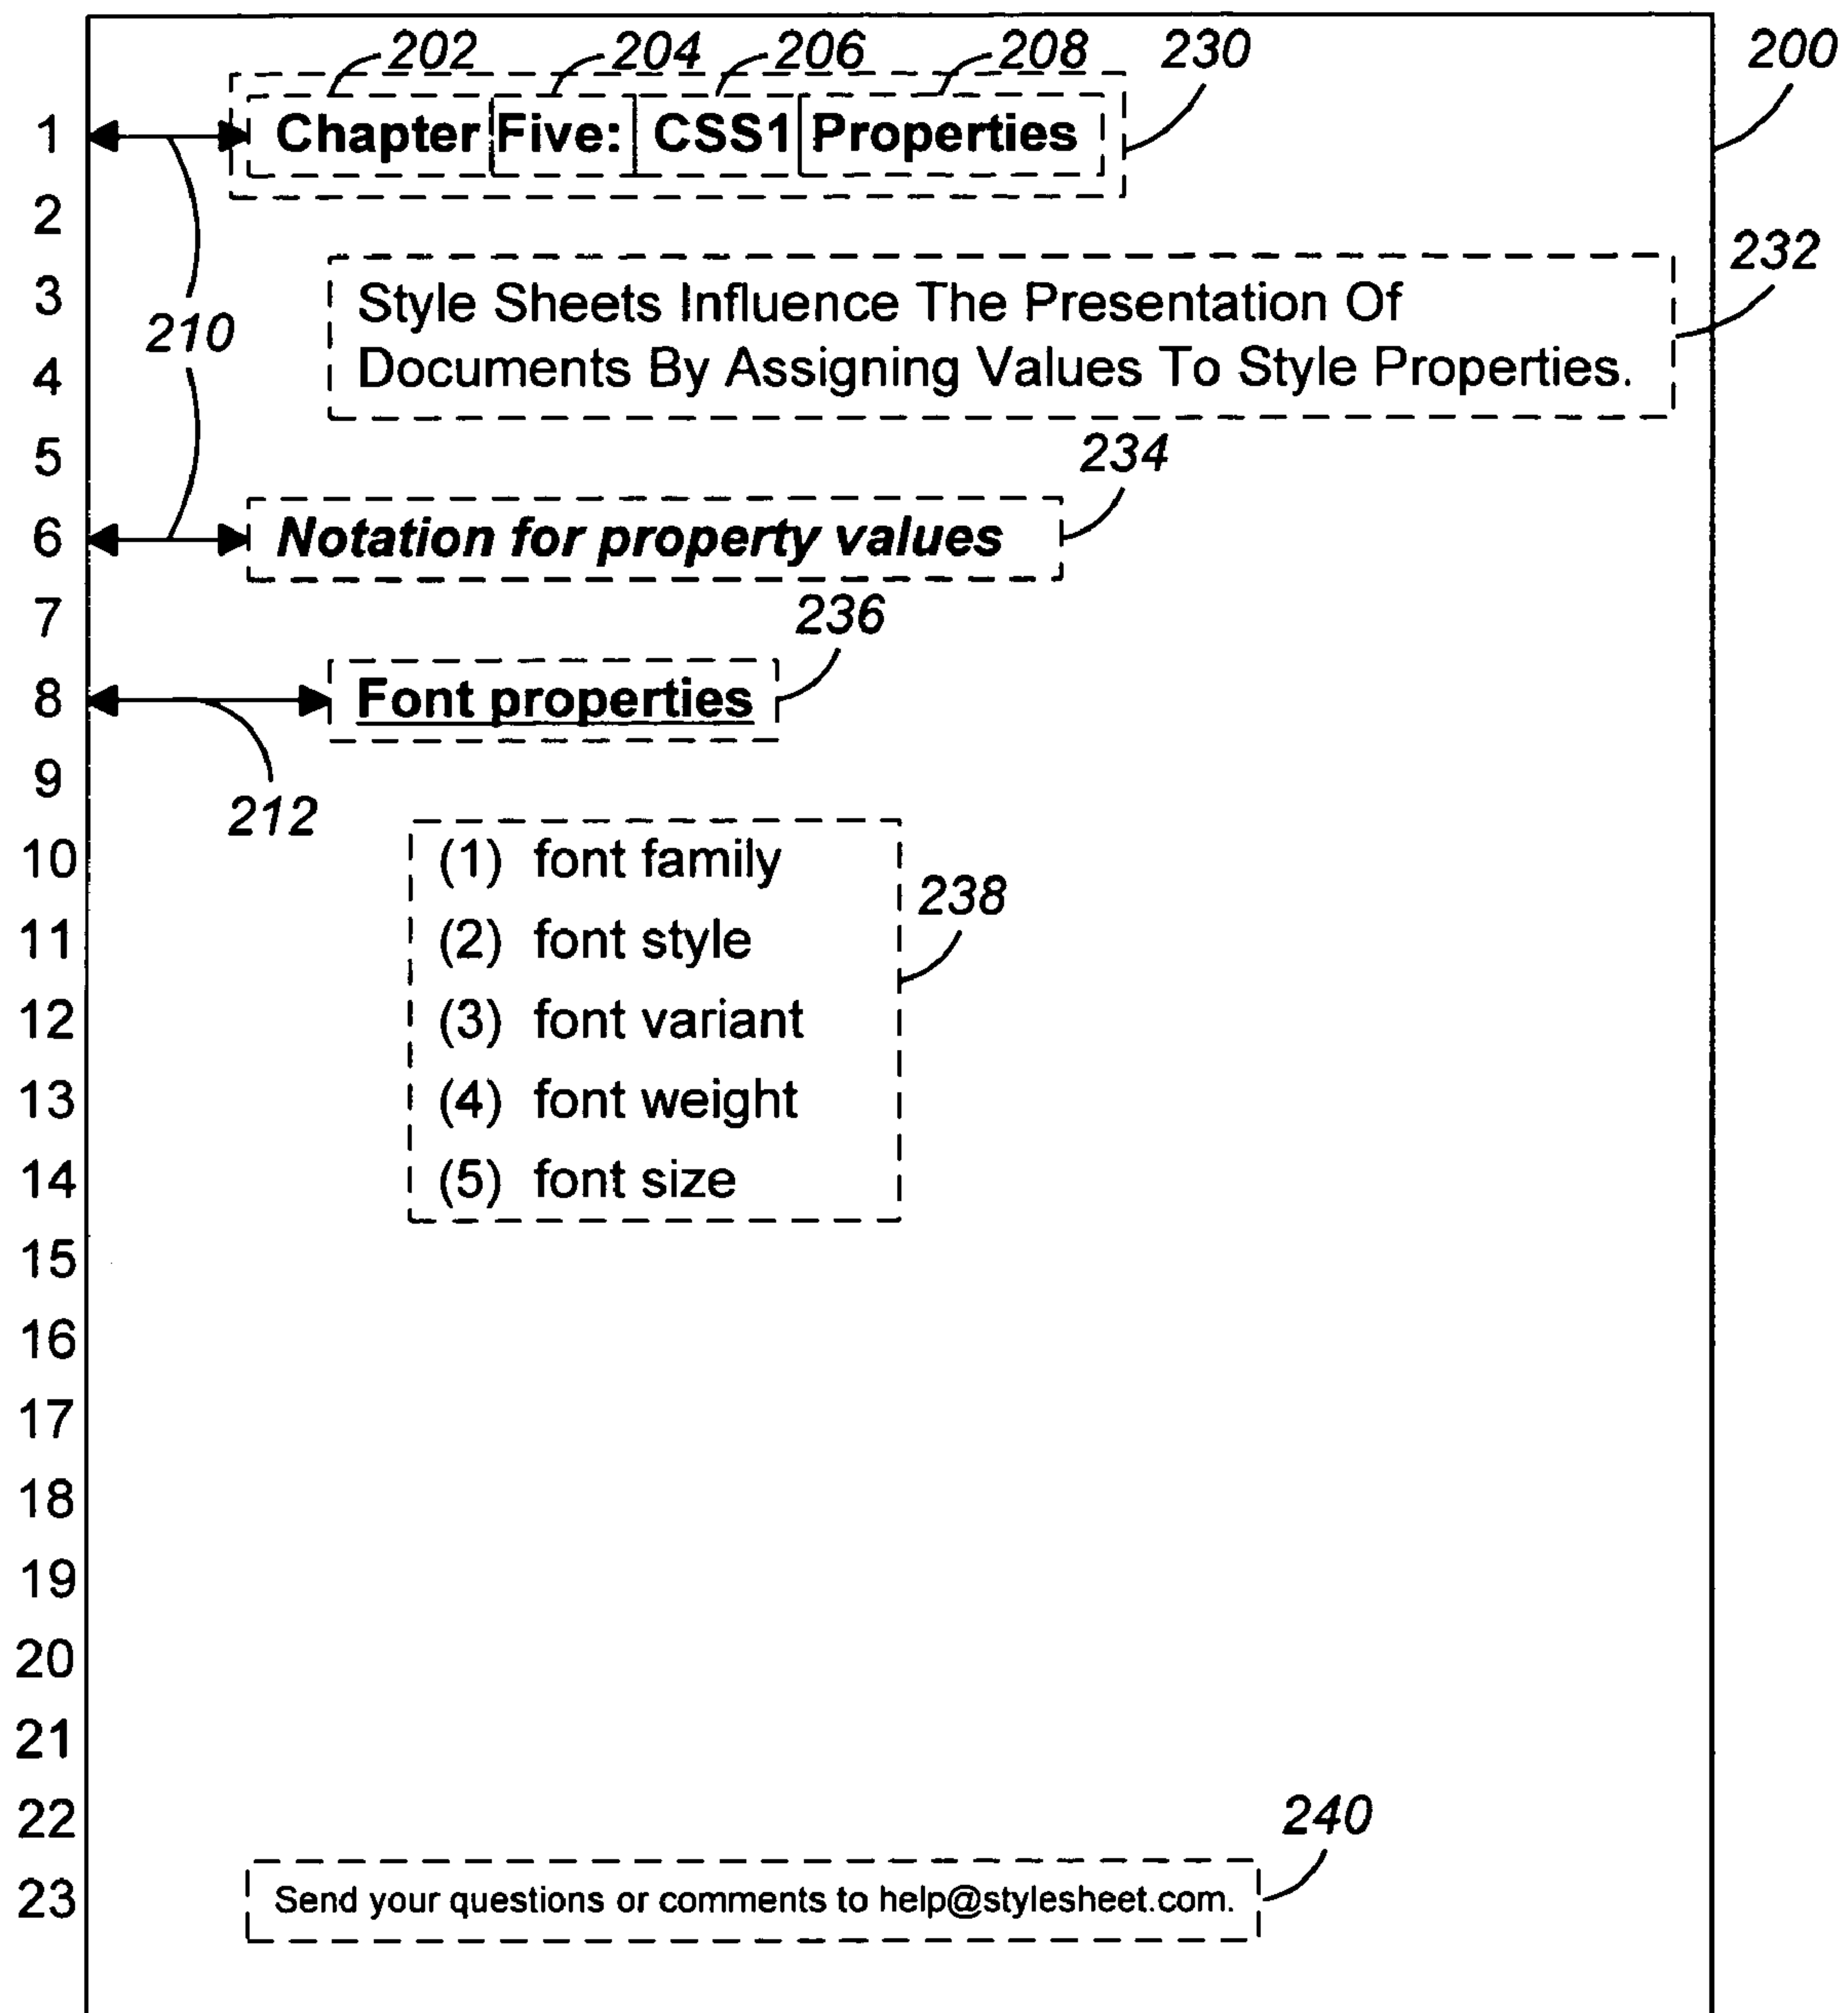 202 204 206 208 230 200
1 Chapter Five: CSS1 Properties
2
232
3 Style Sheets Influence The Presentation Of
210
4 Documents By Assigning Values To Style Properties.
5 234
6 Notation for property values
7 236
8 Font properties
9
212
10 (1) font family
238
11 (2) font style
12 (3) font variant
13 (4) font weight
14 (5) font size
15
16
17
18
19
20
21
22 240
23 Send your questions or comments to help@stylesheet.com.